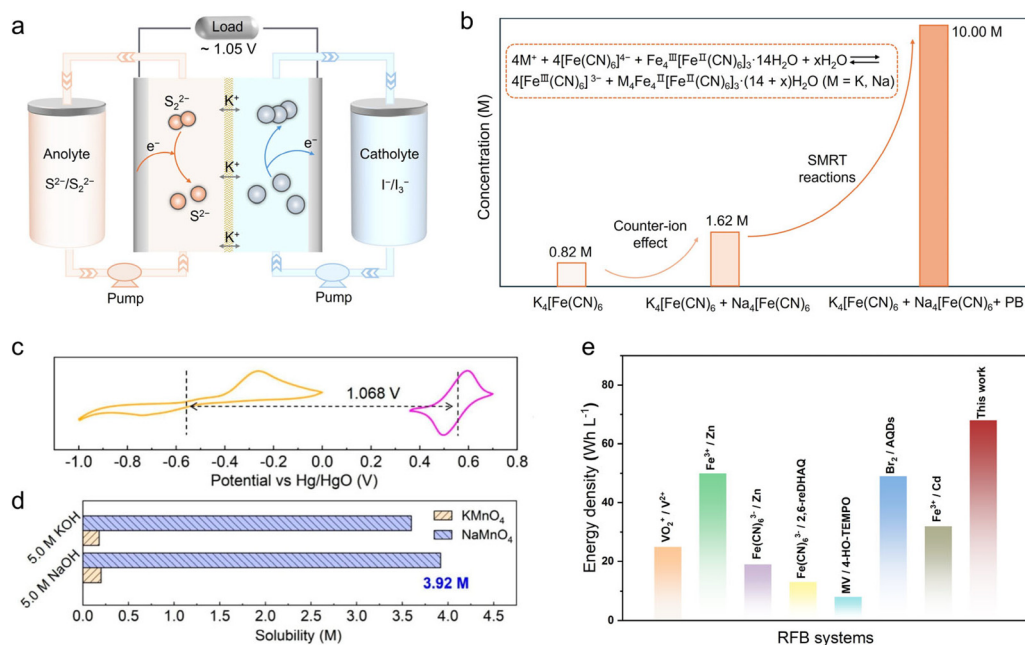 a
Load
~ 1.05 V
Anolyte
S²⁻/S₂²⁻
S₂²⁻
e⁻
S²⁻
K⁺
K⁺
K⁺
e⁻
Catholyte
I⁻/I₃⁻
Pump
Pump
b
Concentration (M)
4M⁺ + 4[Fe(CN)₆]⁴⁻ + Fe₄ᴵᴵᴵ[Feᴵᴵ(CN)₆]₃·14H₂O + xH₂O ⇌
4[Feᴵᴵᴵ(CN)₆]³⁻ + M₄Fe₄ᴵᴵ[Feᴵᴵ(CN)₆]₃·(14 + x)H₂O (M = K, Na)
10.00 M
SMRT
reactions
Counter-ion
effect
1.62 M
0.82 M
K₄[Fe(CN)₆
K₄[Fe(CN)₆ + Na₄[Fe(CN)₆
K₄[Fe(CN)₆ + Na₄[Fe(CN)₆+ PB
c
1.068 V
-1.0 -0.8 -0.6 -0.4 -0.2 0.0 0.2 0.4 0.6 0.8
Potential vs Hg/HgO (V)
d
5.0 M KOH
5.0 M NaOH
KMnO₄
NaMnO₄
3.92 M
0.0 0.5 1.0 1.5 2.0 2.5 3.0 3.5 4.0 4.5
Solubility (M)
e
Energy density (Wh L⁻¹)
80
60
40
20
0
VO₂⁺ / V²⁺
Fe³⁺ / Zn
Fe(CN)₆³⁻ / Zn
Fe(CN)₆³⁻ / 2,6-reDHAQ
MV / 4-HO-TEMPO
Br₂ / AQDs
Fe³⁺ / Cd
This work
RFB systems